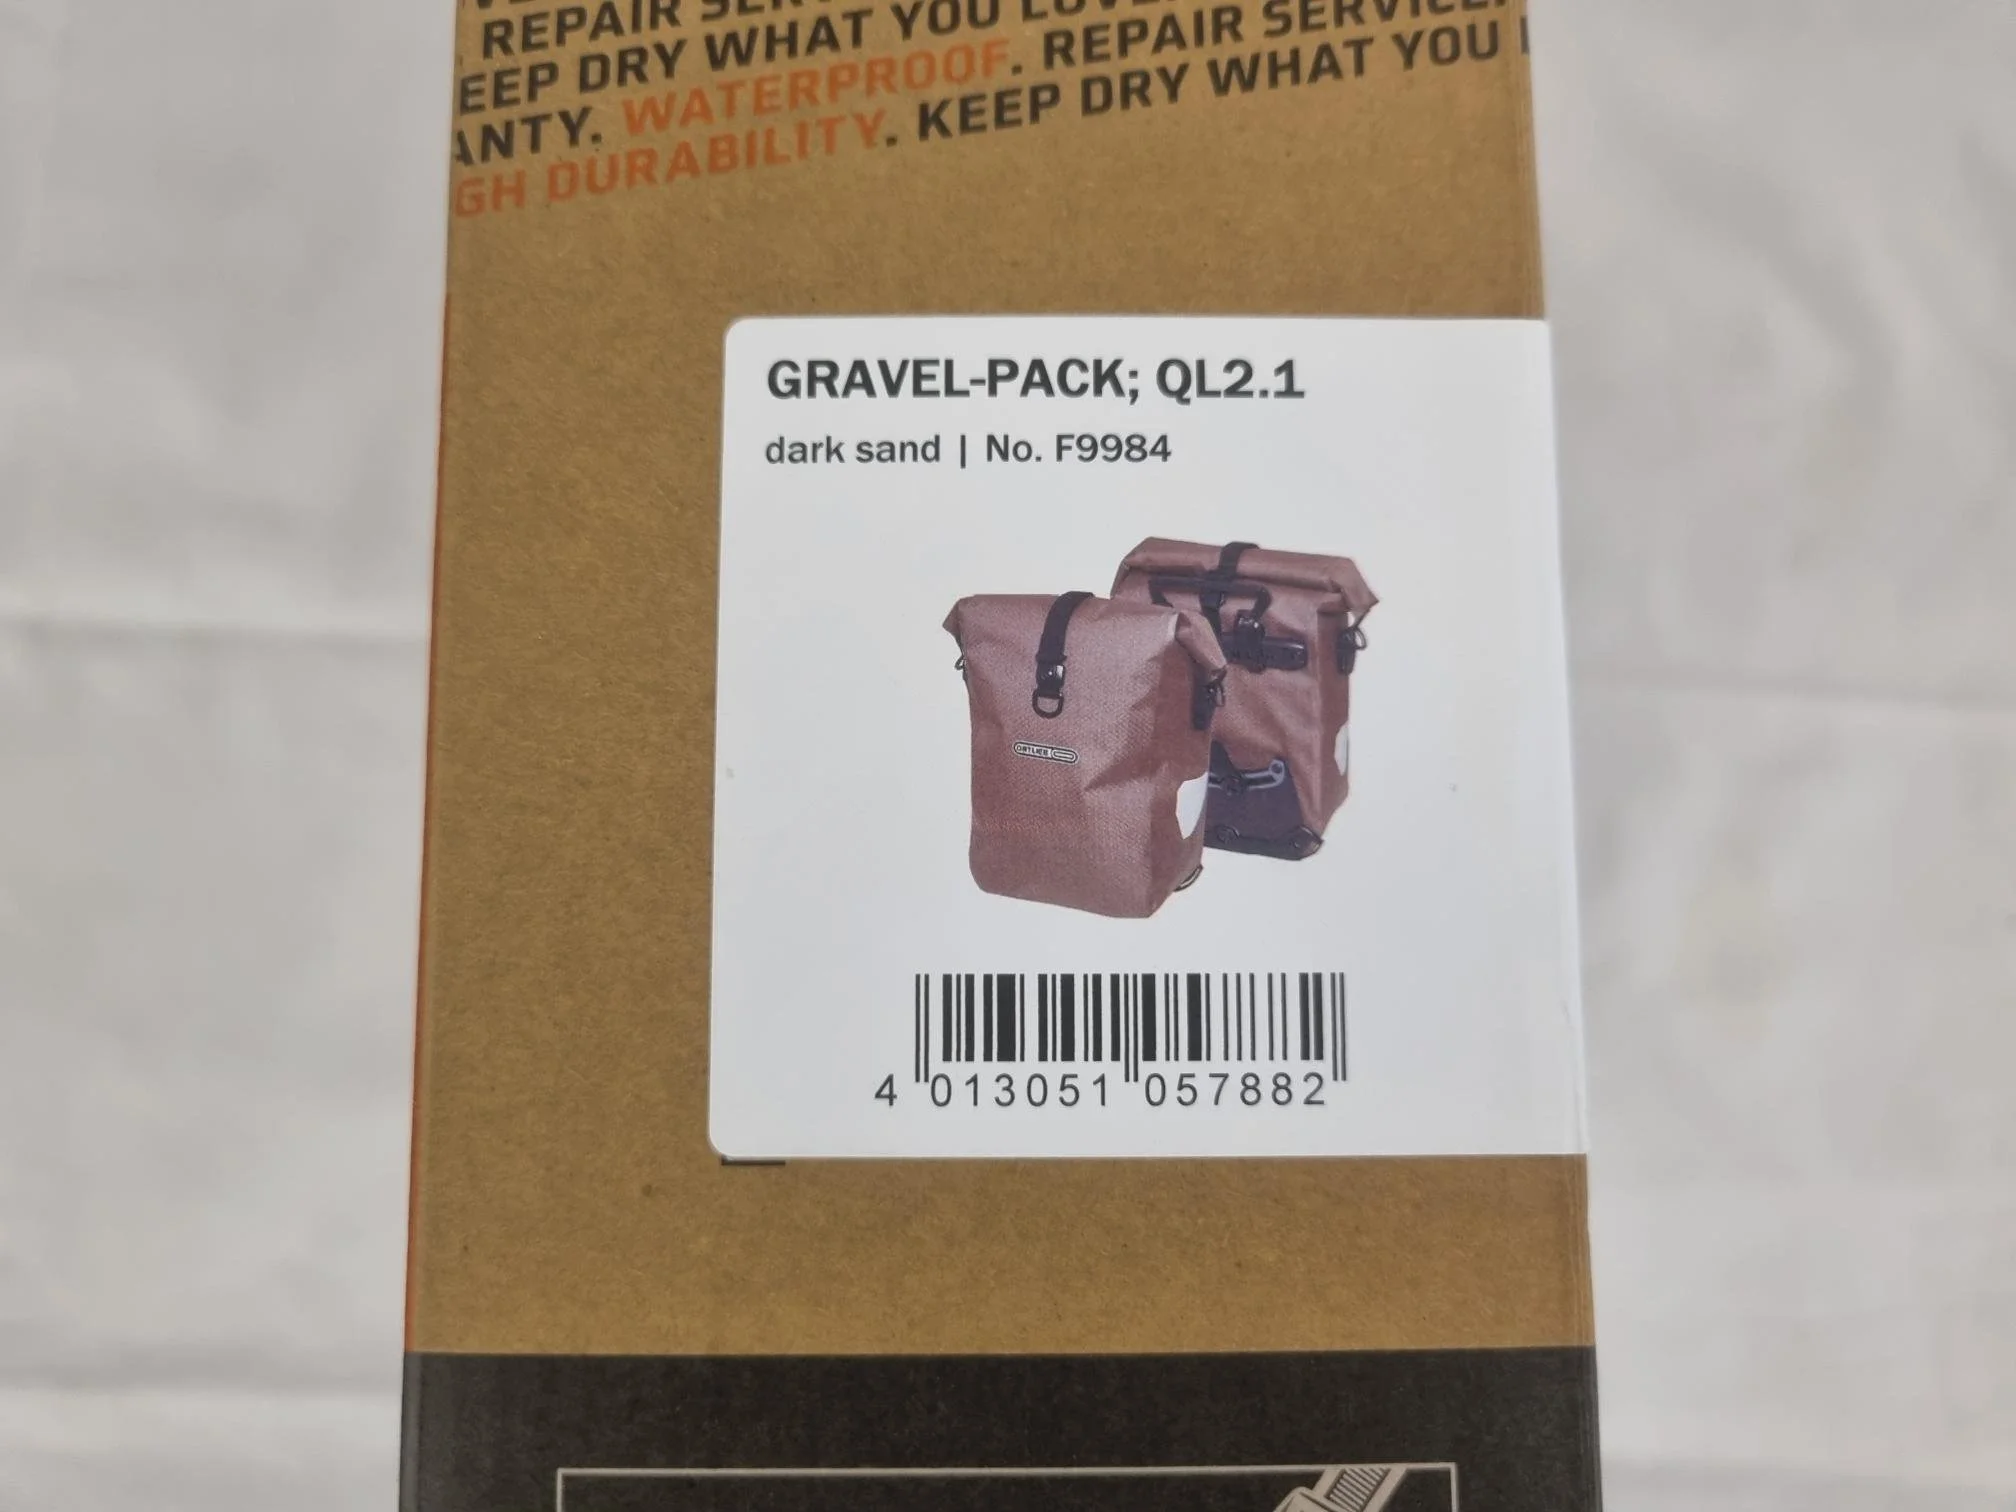 REPAIR
EEP DRY WHAT YOU
ANTY. WATERPROOF. REPAIR SERVICE.
GH DURABILITY. KEEP DRY WHAT YOU
GRAVEL-PACK; QL2.1
dark sand | No. F9984
ORTLIEB
4 013051 057882